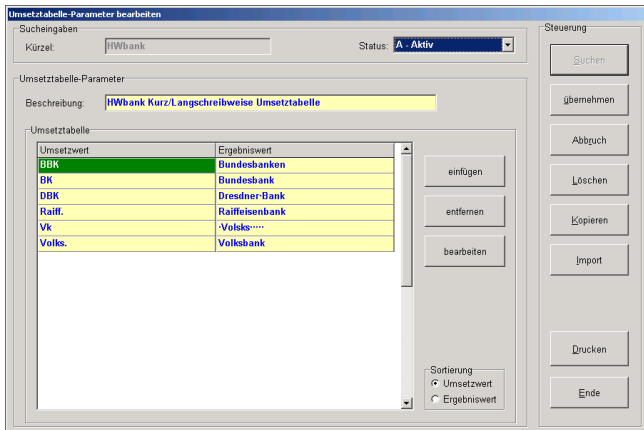 Umsetztabelle-Parameter bearbeiten
Sucheingaben
Kürzel: HWbank Status: A - Aktiv
Umsetztabelle-Parameter
Beschreibung: HWbank Kurz/Langschreibweise Umsetztabelle
Umsetztabelle
Umsetzwert Ergebniswert
BBK Bundesbanken
BK Bundesbank
DBK Dresdner·Bank
Raiff. Raiffeisenbank
Vk ·Volsks·····
Volks. Volksbank
einfügen
entfernen
bearbeiten
Sortierung
Umsetzwert
Ergebniswert
Steuerung
Suchen
übernehmen
Abbruch
Löschen
Kopieren
Import
Drucken
Ende